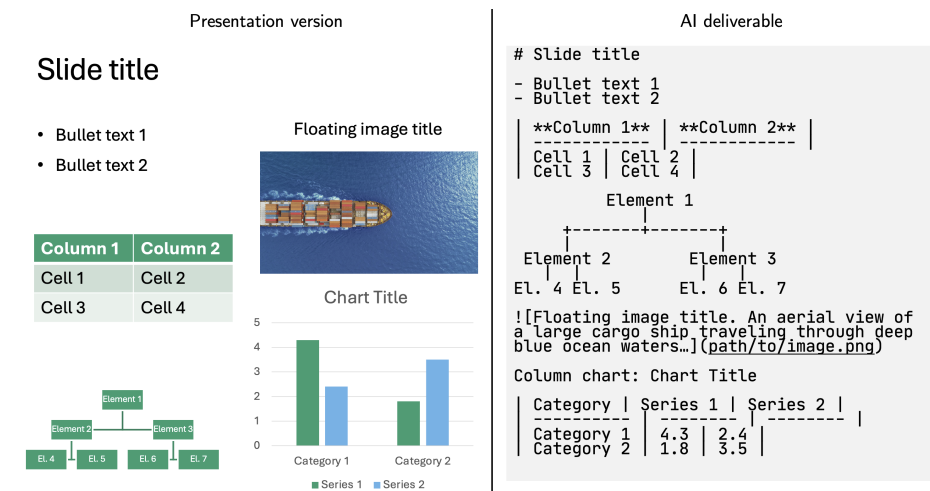 Presentation version
Slide title
• Bullet text 1
• Bullet text 2
Column 1 Column 2
Cell 1 Cell 2
Cell 3 Cell 4
Element 1
Element 2 Element 3
El. 4 El. 5 El. 6 El. 7
Floating image title
Chart Title
5
4
3
2
1
0
Category 1 Category 2
Series 1 Series 2
AI deliverable
# Slide title
- Bullet text 1
- Bullet text 2
| **Column 1** | **Column 2** |
| ------------ | ------------ |
| Cell 1 | Cell 2 |
| Cell 3 | Cell 4 |
Element 1
|
+-------+-------+
| |
Element 2 Element 3
| | | |
El. 4 El. 5 El. 6 El. 7
![Floating image title. An aerial view of
a large cargo ship traveling through deep
blue ocean waters…](path/to/image.png)
Column chart: Chart Title
| Category | Series 1 | Series 2 |
| ---------- | -------- | -------- |
| Category 1 | 4.3 | 2.4 |
| Category 2 | 1.8 | 3.5 |